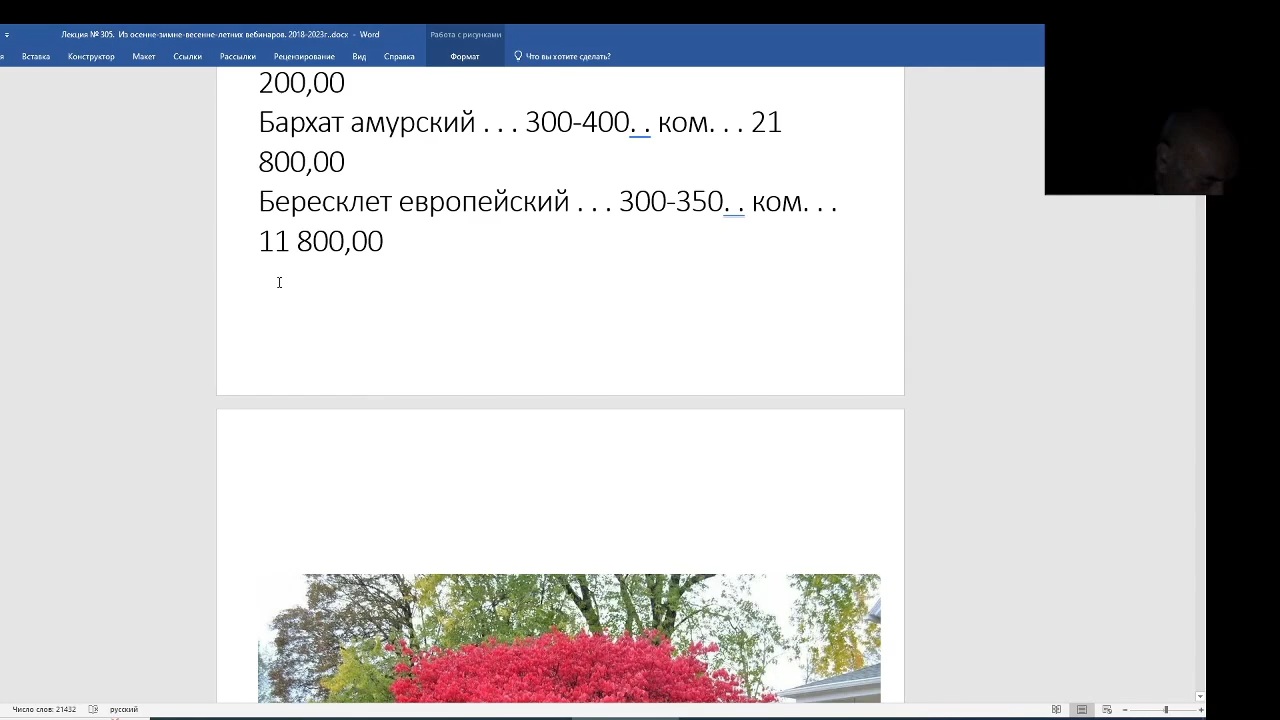 Лекция № 305. Из осенне-зимне-весенне-летних вебинаров. 2018-2023г..docx - Word
Работа с рисунками
я Вставка Конструктор Макет Ссылки Рассылки Рецензирование Вид Справка Формат Что вы хотите сделать?
200,00
Бархат амурский . . . 300-400. . ком. . . 21
800,00
Бересклет европейский . . . 300-350. . ком. . .
11 800,00
Число слов: 21432 русский